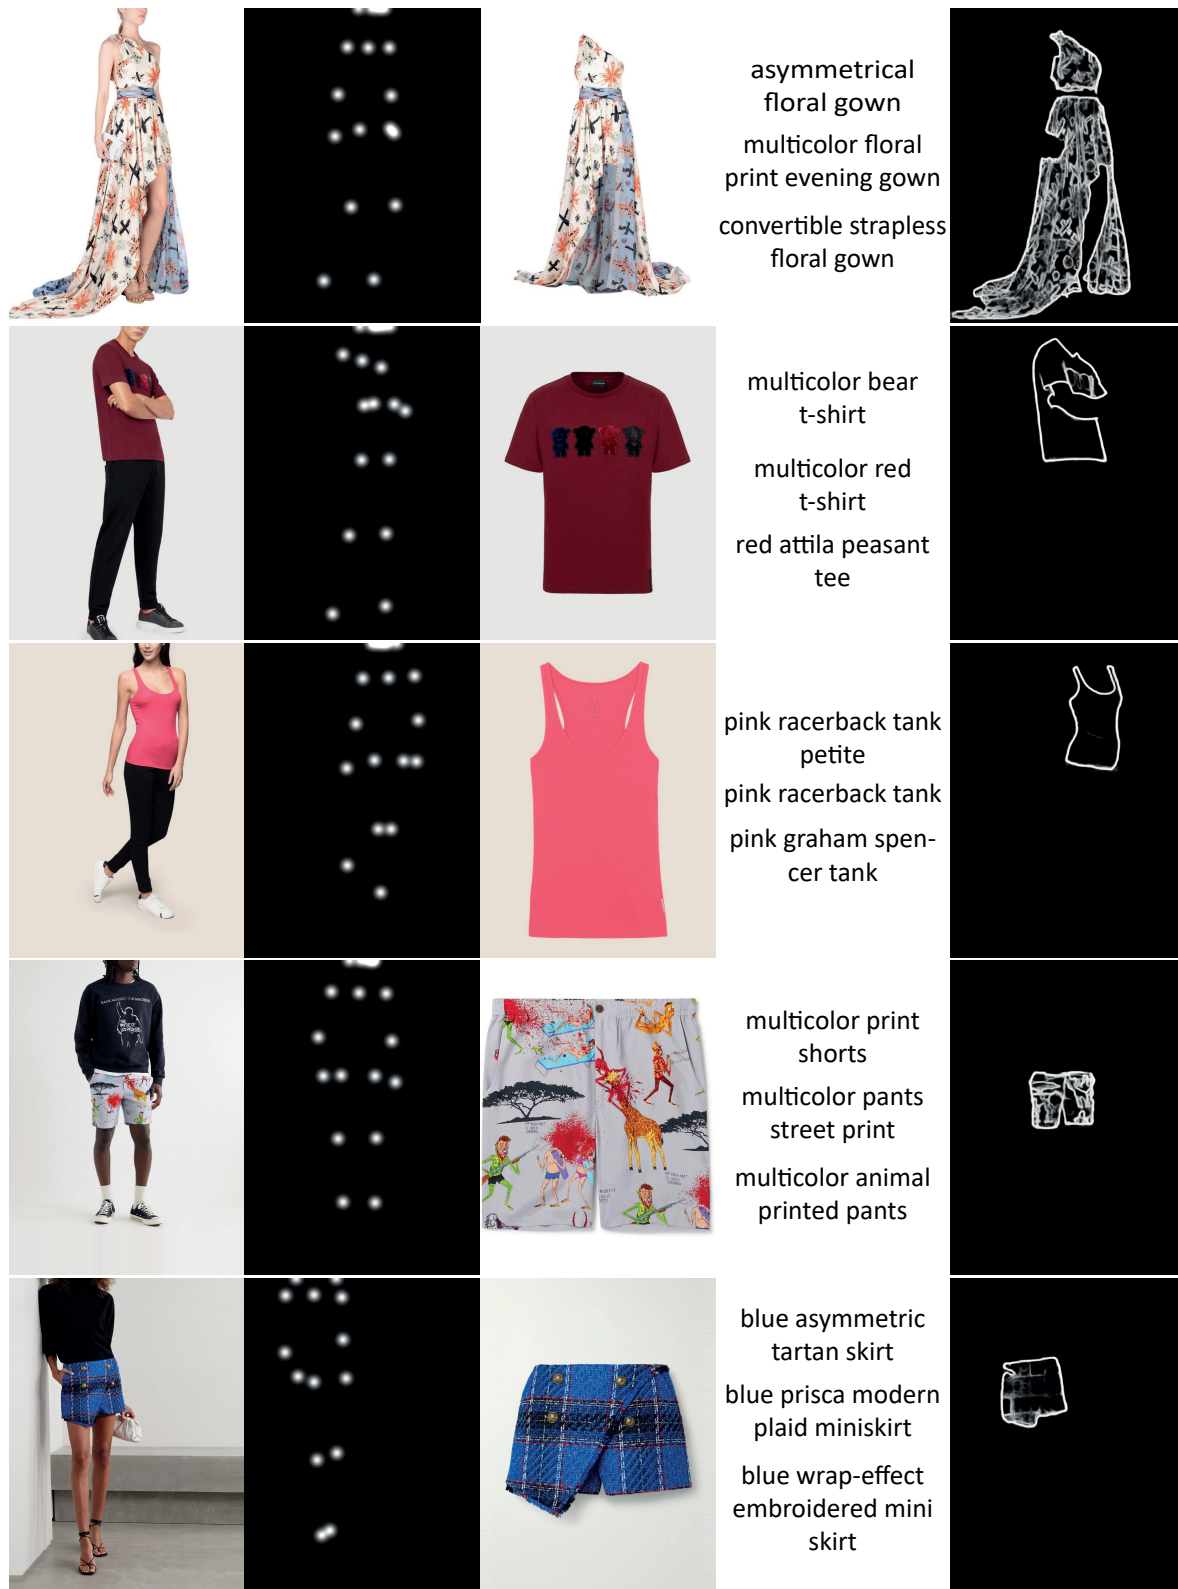 asymmetrical
floral gown
multicolor floral
print evening gown
convertible strapless
floral gown
multicolor bear
t-shirt
multicolor red
t-shirt
red attila peasant
tee
pink racerback tank
petite
pink racerback tank
pink graham spen-
cer tank
multicolor print
shorts
multicolor pants
street print
multicolor animal
printed pants
blue asymmetric
tartan skirt
blue prisca modern
plaid miniskirt
blue wrap-effect
embroidered mini
skirt